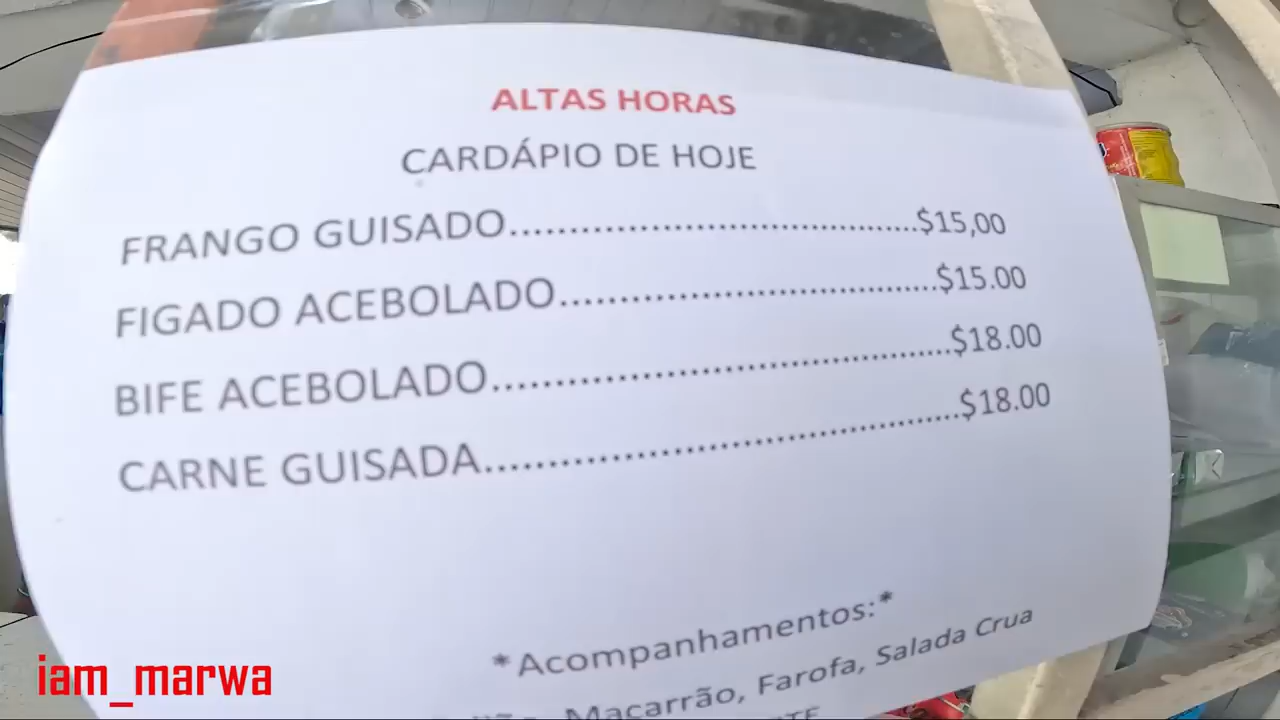 ALTAS HORAS
CARDÁPIO DE HOJE
FRANGO GUISADO..................................................$15,00
FIGADO ACEBOLADO..............................................$15.00
BIFE ACEBOLADO........................................................$18.00
CARNE GUISADA.........................................................$18.00
*Acompanhamentos:*
Macarrão, Farofa, Salada Crua
iam_marwa